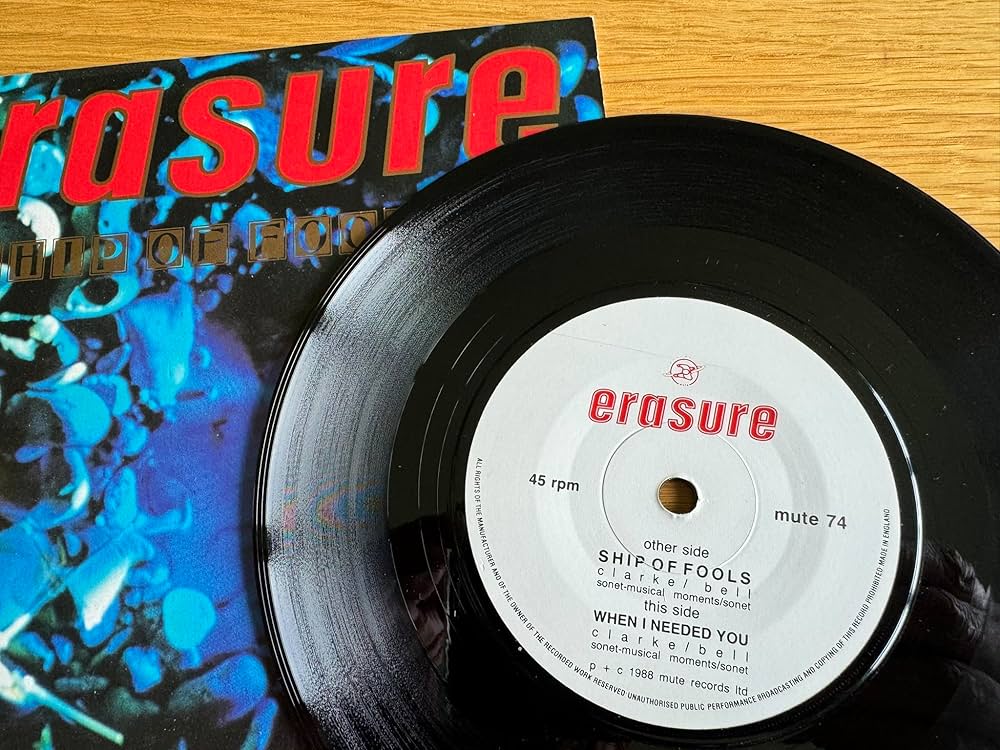 erasure
SHIP OF FOO
erasure
45 rpm
mute 74
other side
SHIP OF FOOLS
clarke/ bell
sonet-musical moments/sonet
this side
WHEN I NEEDED YOU
clarke/bell
sonet-musical moments/sonet
p + c 1988 mute records ltd
ALL RIGHTS OF THE MANUFACTURER AND OF THE OWNER OF THE RECORDED WORK RESERVED·UNAUTHORISED PUBLIC PERFORMANCE BROADCASTING AND COPYING OF THIS RECORD PROHIBITED MADE IN ENGLAND